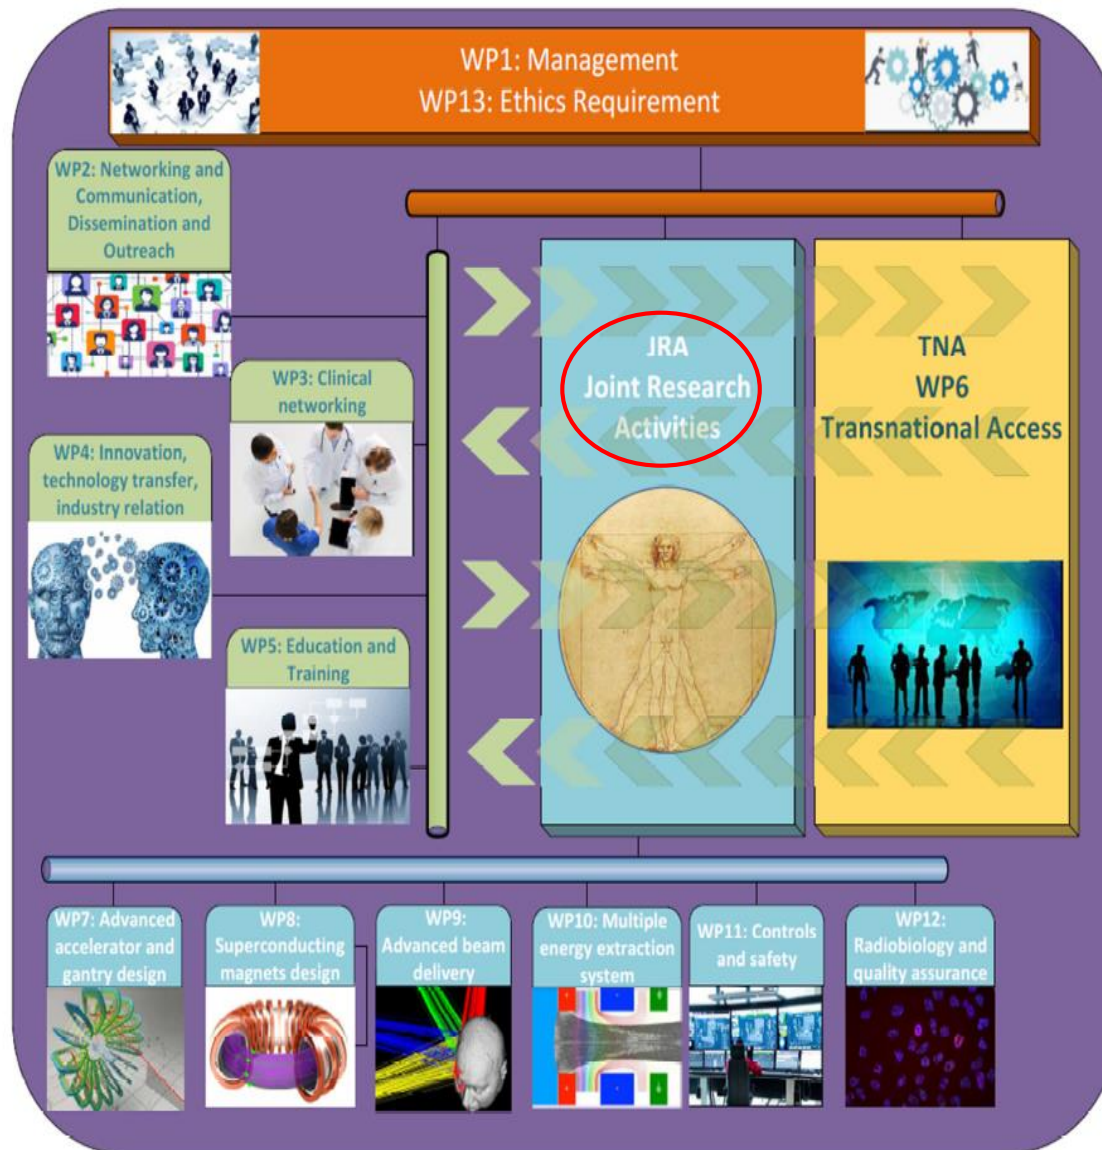 WP1: Management
WP13: Ethics Requirement
WP2: Networking and
Communication,
Dissemination and
Outreach
WP3: Clinical
networking
WP4: Innovation,
technology transfer,
industry relation
WP5: Education and
Training
JRA
Joint Research
Activities
TNA
WP6
Transnational Access
WP7: Advanced
accelerator and
gantry design
WP8:
Superconducting
magnets design
WP9:
Advanced beam
delivery
WP10: Multiple
energy extraction
system
WP11: Controls
and safety
WP12:
Radiobiology and
quality assurance